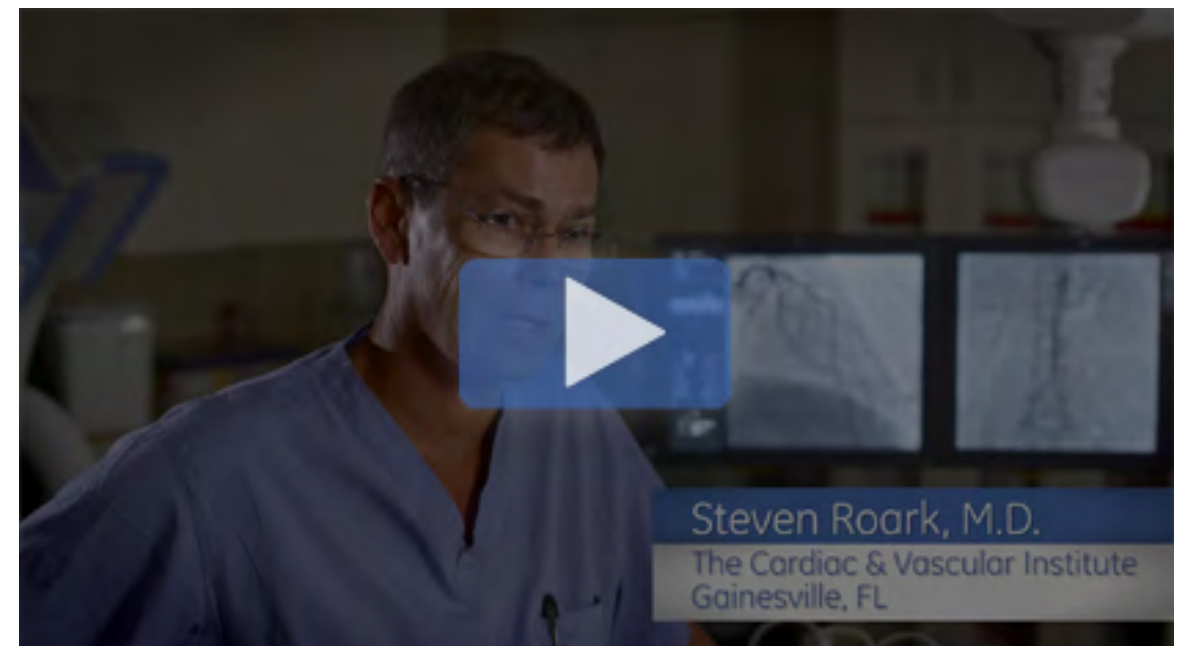 Steven Roark, M.D.
The Cardiac & Vascular Institute
Gainesville, FL